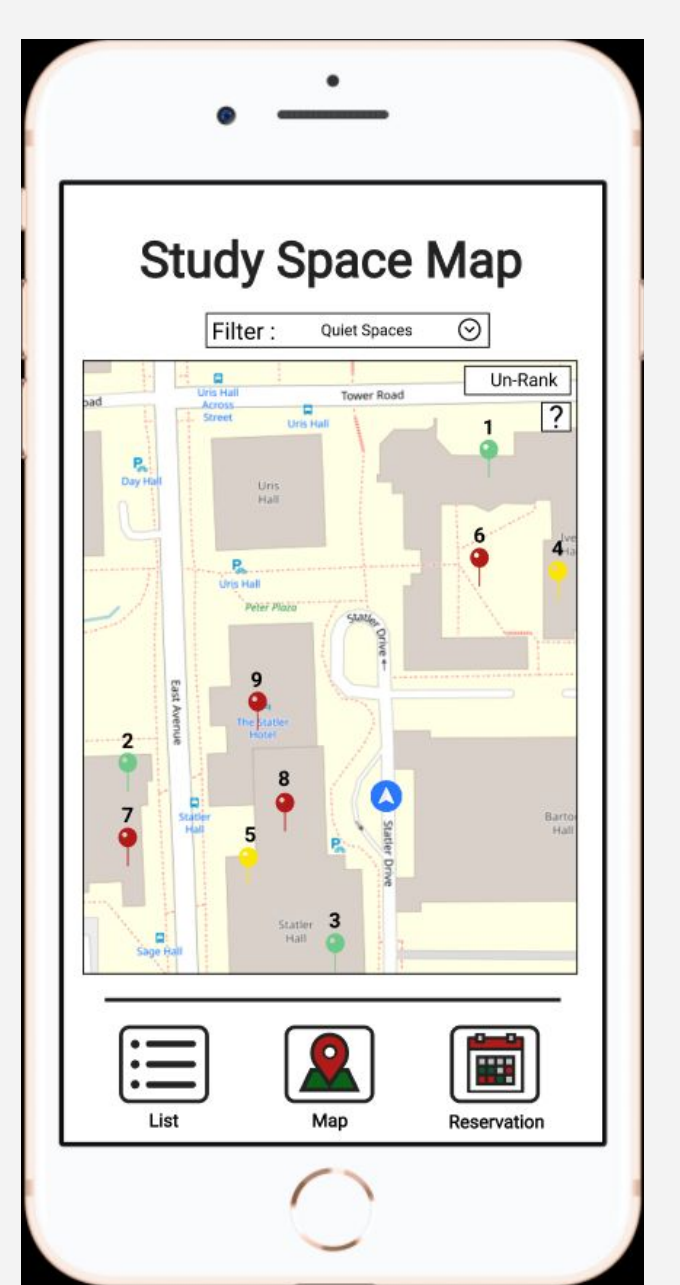 Study Space Map
Filter :
Quiet Spaces
Un-Rank
?
Uris Hall
Across
Street
Uris Hall
Tower Road
oad
1
P
Day Hall
Uris
Hall
6
4
P
Uris Hall
Peter Plaza
Statler Drive
East Avenue
9
The Statler
Hotel
2
8
7
Statler
Hall
5
P
Statler Drive
Barto
Hall
Statler
Hall
3
Sage Hall
List
Map
Reservation